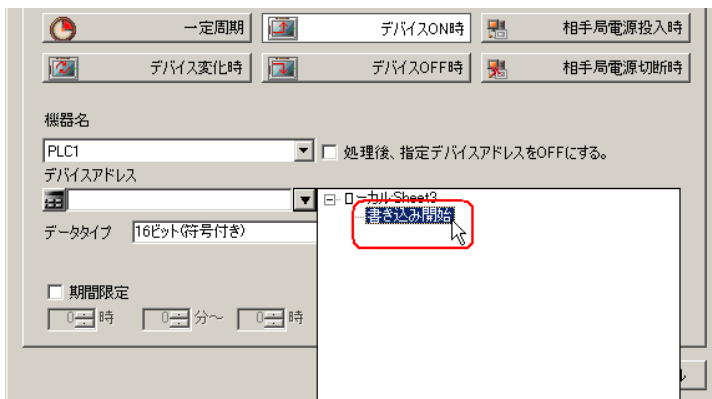 一定周期 デバイスON時 相手局電源投入時
デバイス変化時 デバイスOFF時 相手局電源切断時
機器名
PLC1 処理後、指定デバイスアドレスをOFFにする。
デバイスアドレス
ローカル:Sheet3
書き込み開始
データタイプ 16ビット(符号付き)
期間限定
0 時 0 分～ 0 時
ル